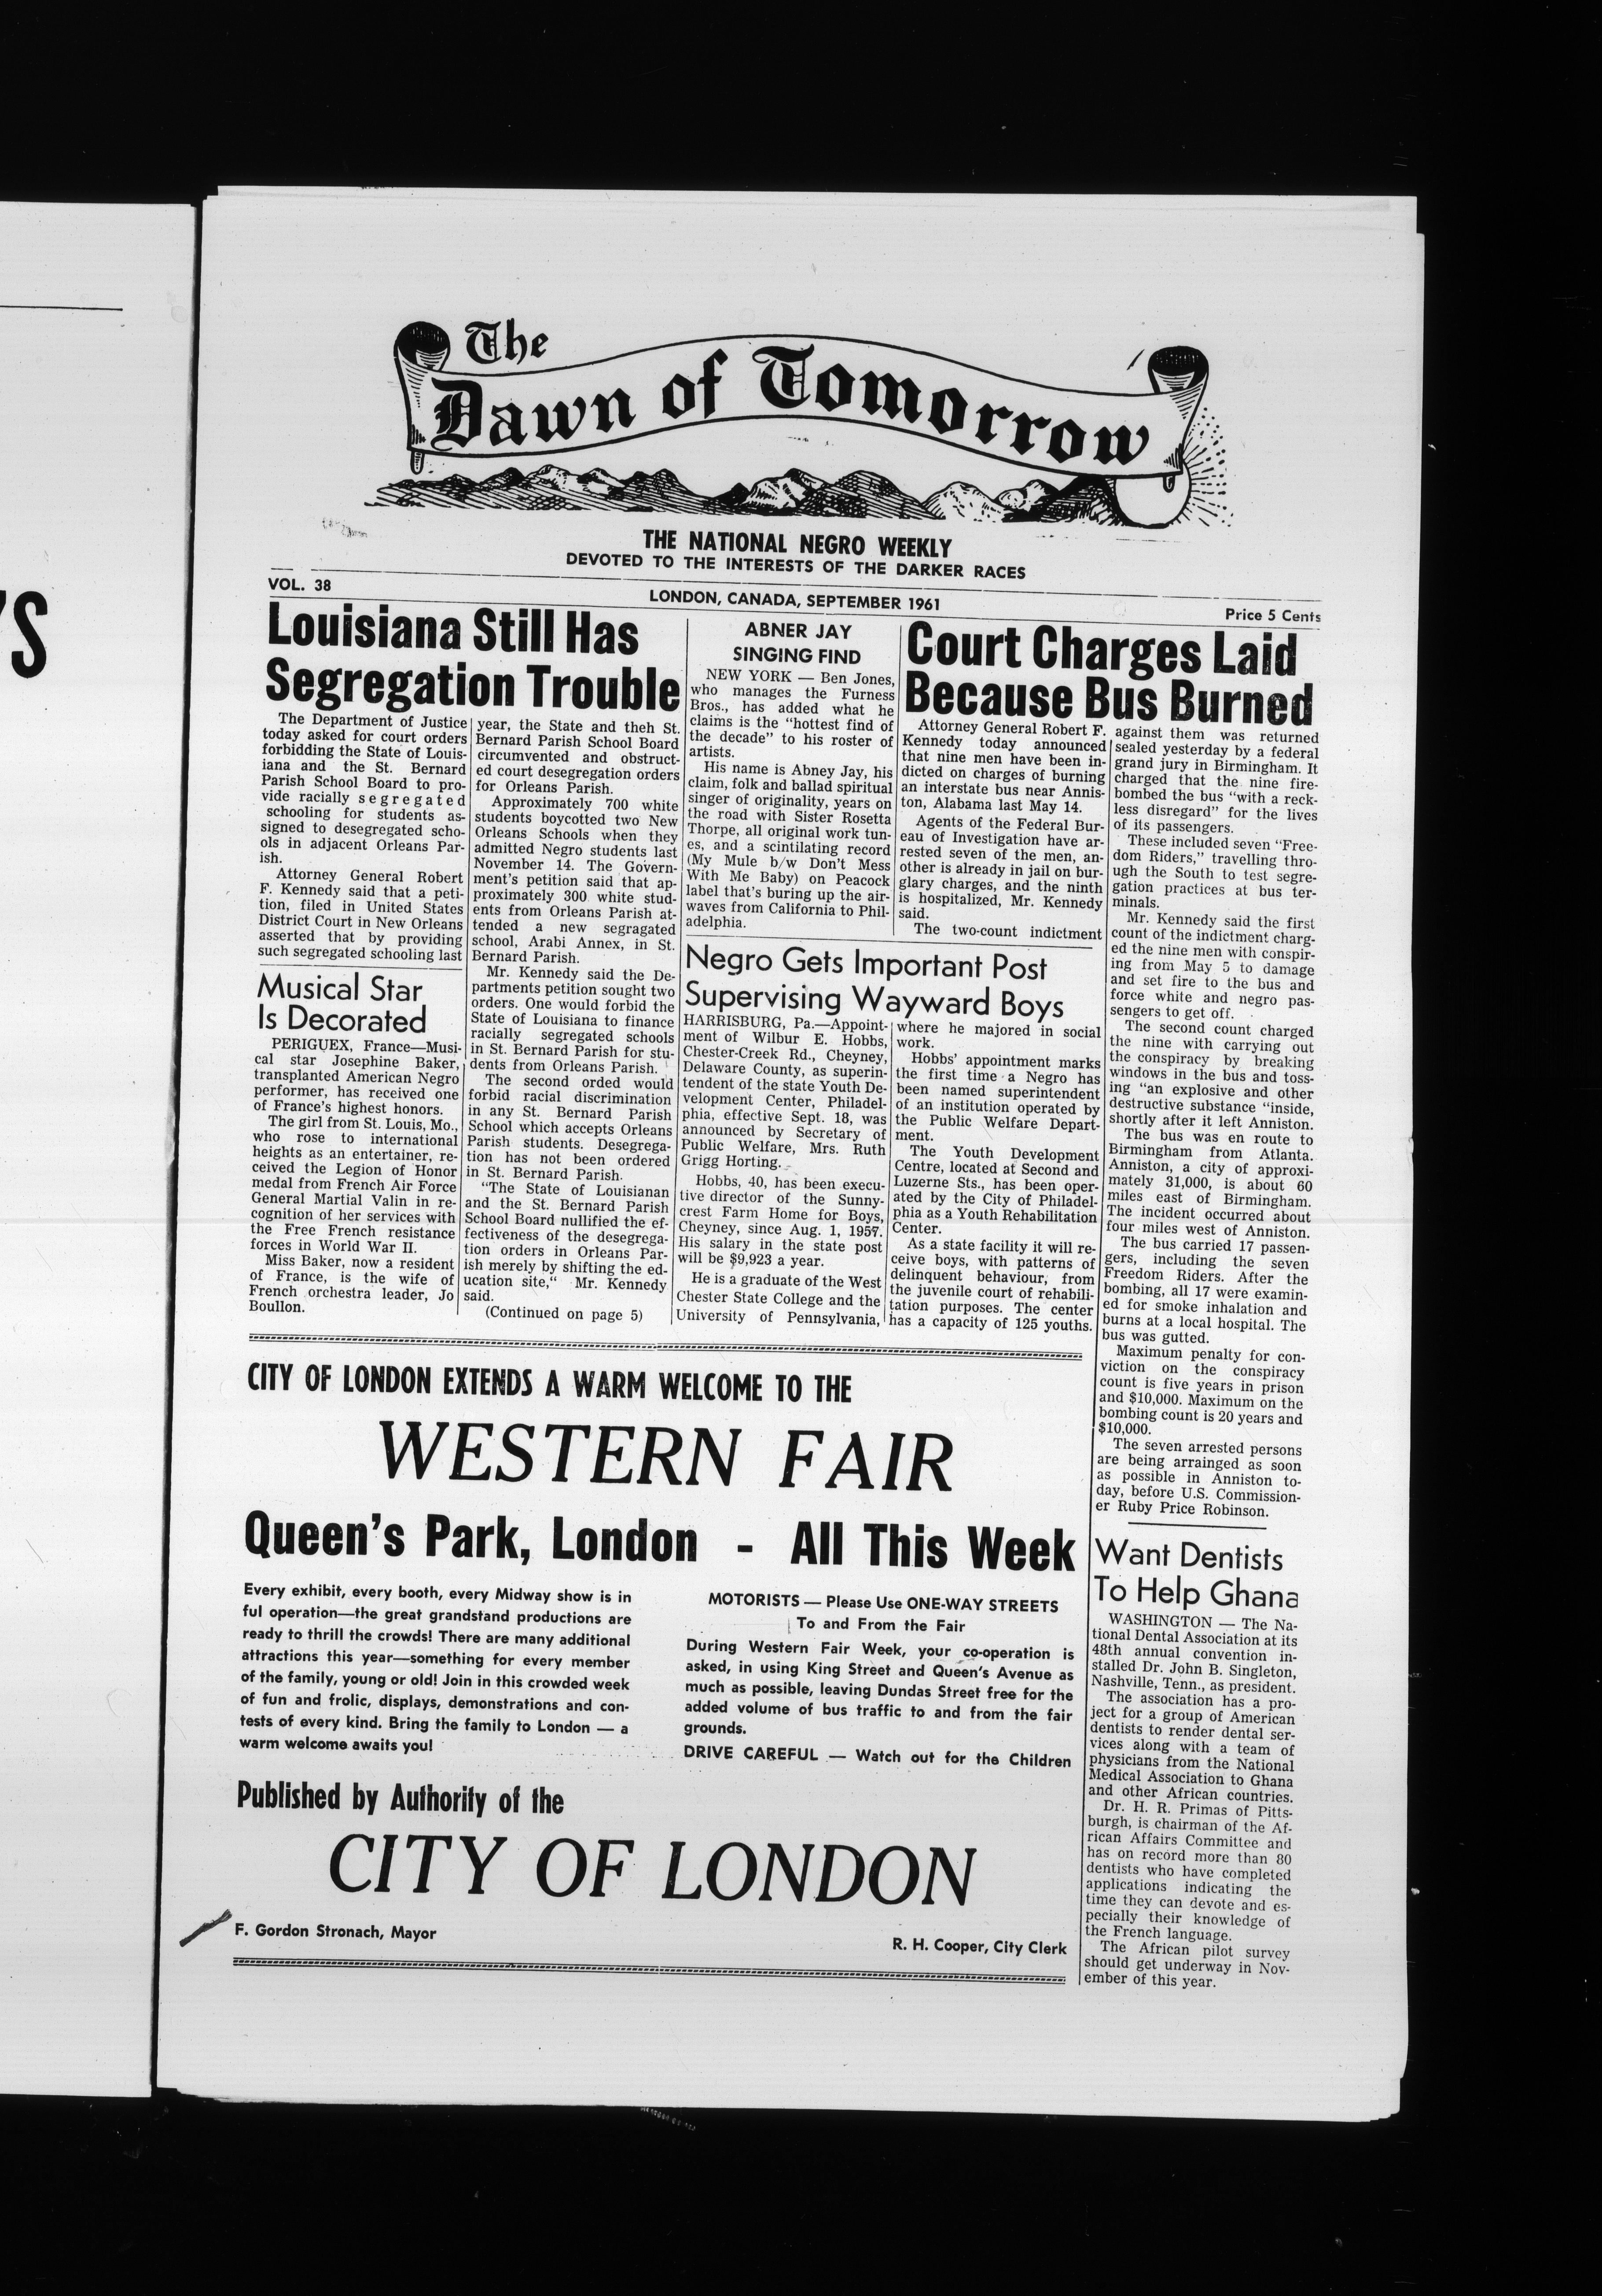 'S
The
Dawn of Tomorrow
THE NATIONAL NEGRO WEEKLY
DEVOTED TO THE INTERESTS OF THE DARKER RACES
VOL. 38
LONDON, CANADA, SEPTEMBER 1961
Price 5 Cents
Louisiana Still Has
Segregation Trouble
The Department of Justice
today asked for court orders
forbidding the State of Louis-
iana and the St. Bernard
Parish School Board to pro-
vide racially segregated
schooling for students as-
signed to desegregated scho-
ols in adjacent Orleans Par-
ish.
Attorney General Robert
F. Kennedy said that a peti-
tion, filed in United States
District Court in New Orleans
asserted that by providing
such segregated schooling last
year, the State and theh St.
Bernard Parish School Board
circumvented and obstruct-
ed court desegregation orders
for Orleans Parish.
Approximately 700 white
students boycotted two New
Orleans Schools when they
admitted Negro students last
November 14. The Govern-
ment's petition said that ap-
proximately 300 white stud-
ents from Orleans Parish at-
tended a new segragated
school, Arabi Annex, in St.
Bernard Parish.
Mr. Kennedy said the De-
partments petition sought two
orders. One would forbid the
State of Louisiana to finance
racially segregated schools
in St. Bernard Parish for stu-
dents from Orleans Parish.
The second orded would
forbid racial discrimination
in any St. Bernard Parish
School which accepts Orleans
Parish students. Desegrega-
tion has not been ordered
in St. Bernard Parish.
"The State of Louisianan
and the St. Bernard Parish
School Board nullified the ef-
fectiveness of the desegrega-
tion orders in Orleans Par-
ish merely by shifting the ed-
ucation site," Mr. Kennedy
said.
(Continued on page 5)
Musical Star
Is Decorated
PERIGUEX, France—Musi-
cal star Josephine Baker,
transplanted American Negro
performer, has received one
of France's highest honors.
The girl from St. Louis, Mo.,
who rose to international
heights as an entertainer, re-
ceived the Legion of Honor
medal from French Air Force
General Martial Valin in re-
cognition of her services with
the Free French resistance
forces in World War II.
Miss Baker, now a resident
of France, is the wife of
French orchestra leader, Jo
Boullon.
ABNER JAY
SINGING FIND
NEW YORK — Ben Jones,
who manages the Furness
Bros., has added what he
claims is the "hottest find of
the decade" to his roster of
artists.
His name is Abney Jay, his
claim, folk and ballad spiritual
singer of originality, years on
the road with Sister Rosetta
Thorpe, all original work tun-
es, and a scintilating record
(My Mule b/w Don't Mess
With Me Baby) on Peacock
label that's buring up the air-
waves from California to Phil-
adelphia.
Negro Gets Important Post
Supervising Wayward Boys
HARRISBURG, Pa.—Appoint-
ment of Wilbur E. Hobbs,
Chester-Creek Rd., Cheyney,
Delaware County, as superin-
tendent of the state Youth De-
velopment Center, Philadel-
phia, effective Sept. 18, was
announced by Secretary of
Public Welfare, Mrs. Ruth
Grigg Horting.
Hobbs, 40, has been execu-
tive director of the Sunny-
crest Farm Home for Boys,
Cheyney, since Aug. 1, 1957.
His salary in the state post
will be $9,923 a year.
He is a graduate of the West
Chester State College and the
University of Pennsylvania,
where he majored in social
work.
Hobbs' appointment marks
the first time a Negro has
been named superintendent
of an institution operated by
the Public Welfare Depart-
ment.
The Youth Development
Centre, located at Second and
Luzerne Sts., has been oper-
ated by the City of Philadel-
phia as a Youth Rehabilitation
Center.
As a state facility it will re-
ceive boys, with patterns of
delinquent behaviour, from
the juvenile court of rehabili-
tation purposes. The center
has a capacity of 125 youths.
Court Charges Laid
Because Bus Burned
Attorney General Robert F.
Kennedy today announced
that nine men have been in-
dicted on charges of burning
an interstate bus near Annis-
ton, Alabama last May 14.
Agents of the Federal Bur-
eau of Investigation have ar-
rested seven of the men, an-
other is already in jail on bur-
glary charges, and the ninth
is hospitalized, Mr. Kennedy
said.
The two-count indictment
against them was returned
sealed yesterday by a federal
grand jury in Birmingham. It
charged that the nine fire-
bombed the bus "with a reck-
less disregard" for the lives
of its passengers.
These included seven "Free-
dom Riders," travelling thro-
ugh the South to test segre-
gation practices at bus ter-
minals.
Mr. Kennedy said the first
count of the indictment charg-
ed the nine men with conspir-
ing from May 5 to damage
and set fire to the bus and
force white and negro pas-
sengers to get off.
The second count charged
the nine with carrying out
the conspiracy by breaking
windows in the bus and toss-
ing "an explosive and other
destructive substance "inside,
shortly after it left Anniston.
The bus was en route to
Birmingham from Atlanta.
Anniston, a city of approxi-
mately 31,000, is about 60
miles east of Birmingham.
The incident occurred about
four miles west of Anniston.
The bus carried 17 passen-
gers, including the seven
Freedom Riders. After the
bombing, all 17 were examin-
ed for smoke inhalation and
burns at a local hospital. The
bus was gutted.
Maximum penalty for con-
viction on the conspiracy
count is five years in prison
and $10,000. Maximum on the
bombing count is 20 years and
$10,000.
The seven arrested persons
are being arrainged as soon
as possible in Anniston to-
day, before U.S. Commission-
er Ruby Price Robinson.
Want Dentists
To Help Ghana
WASHINGTON — The Na-
tional Dental Association at its
48th annual convention in-
stalled Dr. John B. Singleton,
Nashville, Tenn., as president.
The association has a pro-
ject for a group of American
dentists to render dental ser-
vices along with a team of
physicians from the National
Medical Association to Ghana
and other African countries.
Dr. H. R. Primas of Pitts-
burgh, is chairman of the Af-
rican Affairs Committee and
has on record more than 80
dentists who have completed
applications indicating the
time they can devote and es-
pecially their knowledge of
the French language.
The African pilot survey
should get underway in Nov-
ember of this year.
CITY OF LONDON EXTENDS A WARM WELCOME TO THE
WESTERN FAIR
Queen's Park, London - All This Week
Every exhibit, every booth, every Midway show is in
ful operation—the great grandstand productions are
ready to thrill the crowds! There are many additional
attractions this year—something for every member
of the family, young or old! Join in this crowded week
of fun and frolic, displays, demonstrations and con-
tests of every kind. Bring the family to London — a
warm welcome awaits you!
MOTORISTS — Please Use ONE-WAY STREETS
To and From the Fair
During Western Fair Week, your co-operation is
asked, in using King Street and Queen's Avenue as
much as possible, leaving Dundas Street free for the
added volume of bus traffic to and from the fair
grounds.
DRIVE CAREFUL — Watch out for the Children
Published by Authority of the
CITY OF LONDON
F. Gordon Stronach, Mayor
R. H. Cooper, City Clerk